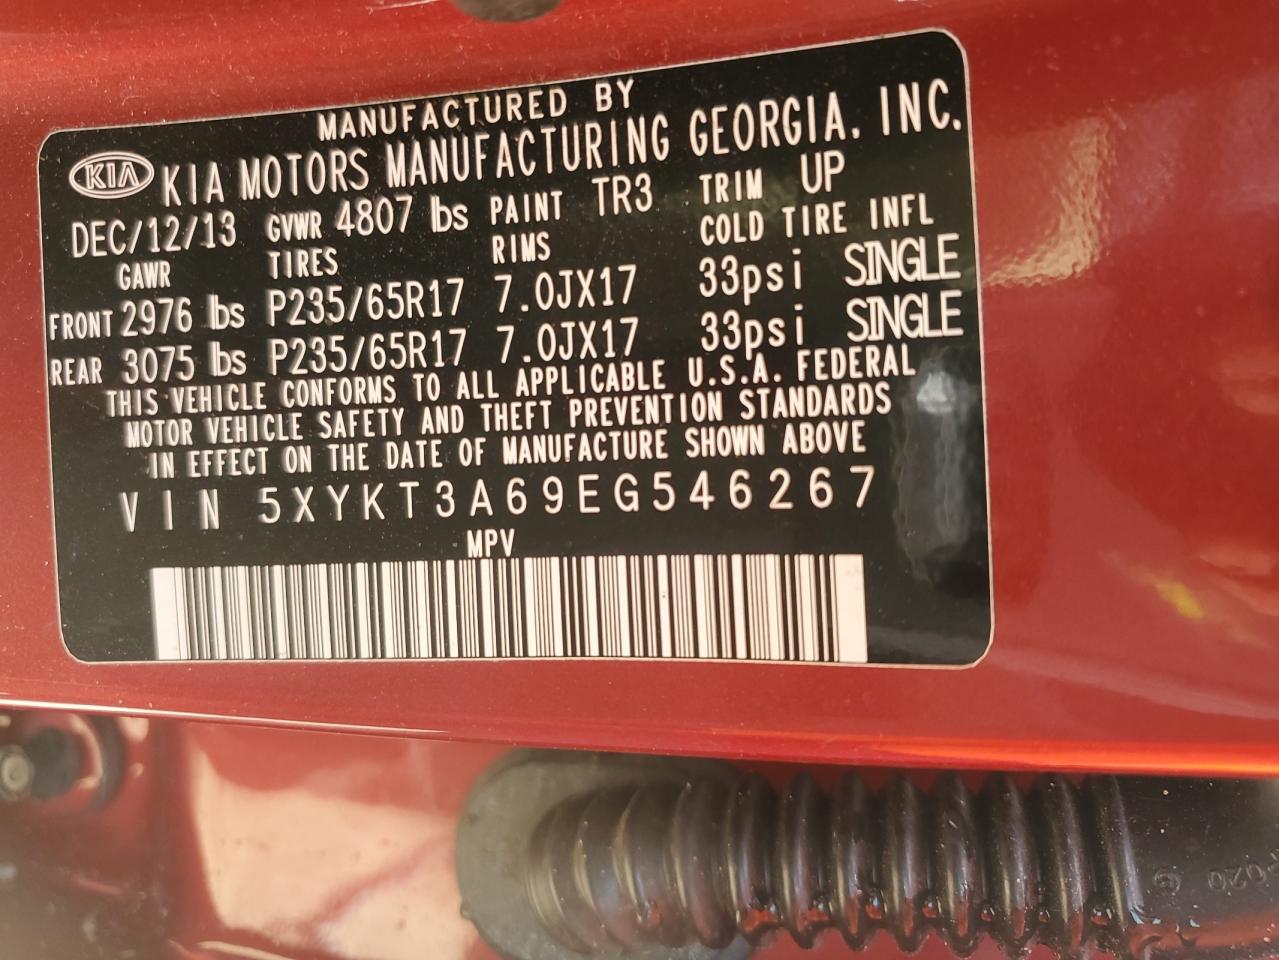 MANUFACTURED BY
KIA KIA MOTORS MANUFACTURING GEORGIA, INC.
DEC/12/13 GVWR 4807 lbs PAINT TR3 TRIM UP
GAWR TIRES RIMS COLD TIRE INFL
FRONT 2976 lbs P235/65R17 7.0JX17 33psi SINGLE
REAR 3075 lbs P235/65R17 7.0JX17 33psi SINGLE
THIS VEHICLE CONFORMS TO ALL APPLICABLE U.S.A. FEDERAL
MOTOR VEHICLE SAFETY AND THEFT PREVENTION STANDARDS
IN EFFECT ON THE DATE OF MANUFACTURE SHOWN ABOVE
VIN 5XYKT3A69EG546267
MPV